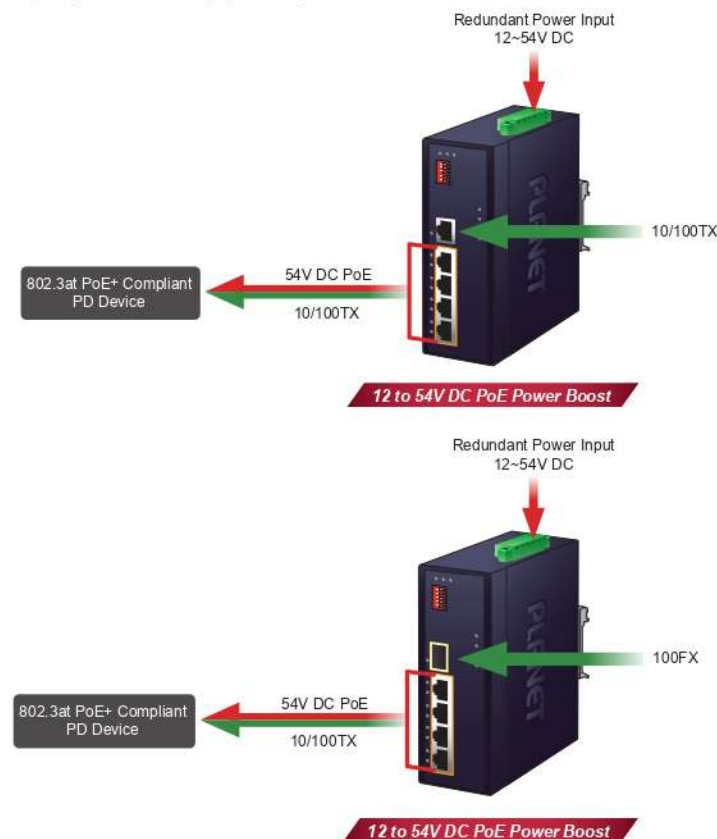 Redundant Power Input
12~54V DC
PLANET
10/100TX
802.3at PoE+ Compliant
PD Device
54V DC PoE
10/100TX
12 to 54V DC PoE Power Boost
Redundant Power Input
12~54V DC
PLANET
100FX
802.3at PoE+ Compliant
PD Device
54V DC PoE
10/100TX
12 to 54V DC PoE Power Boost